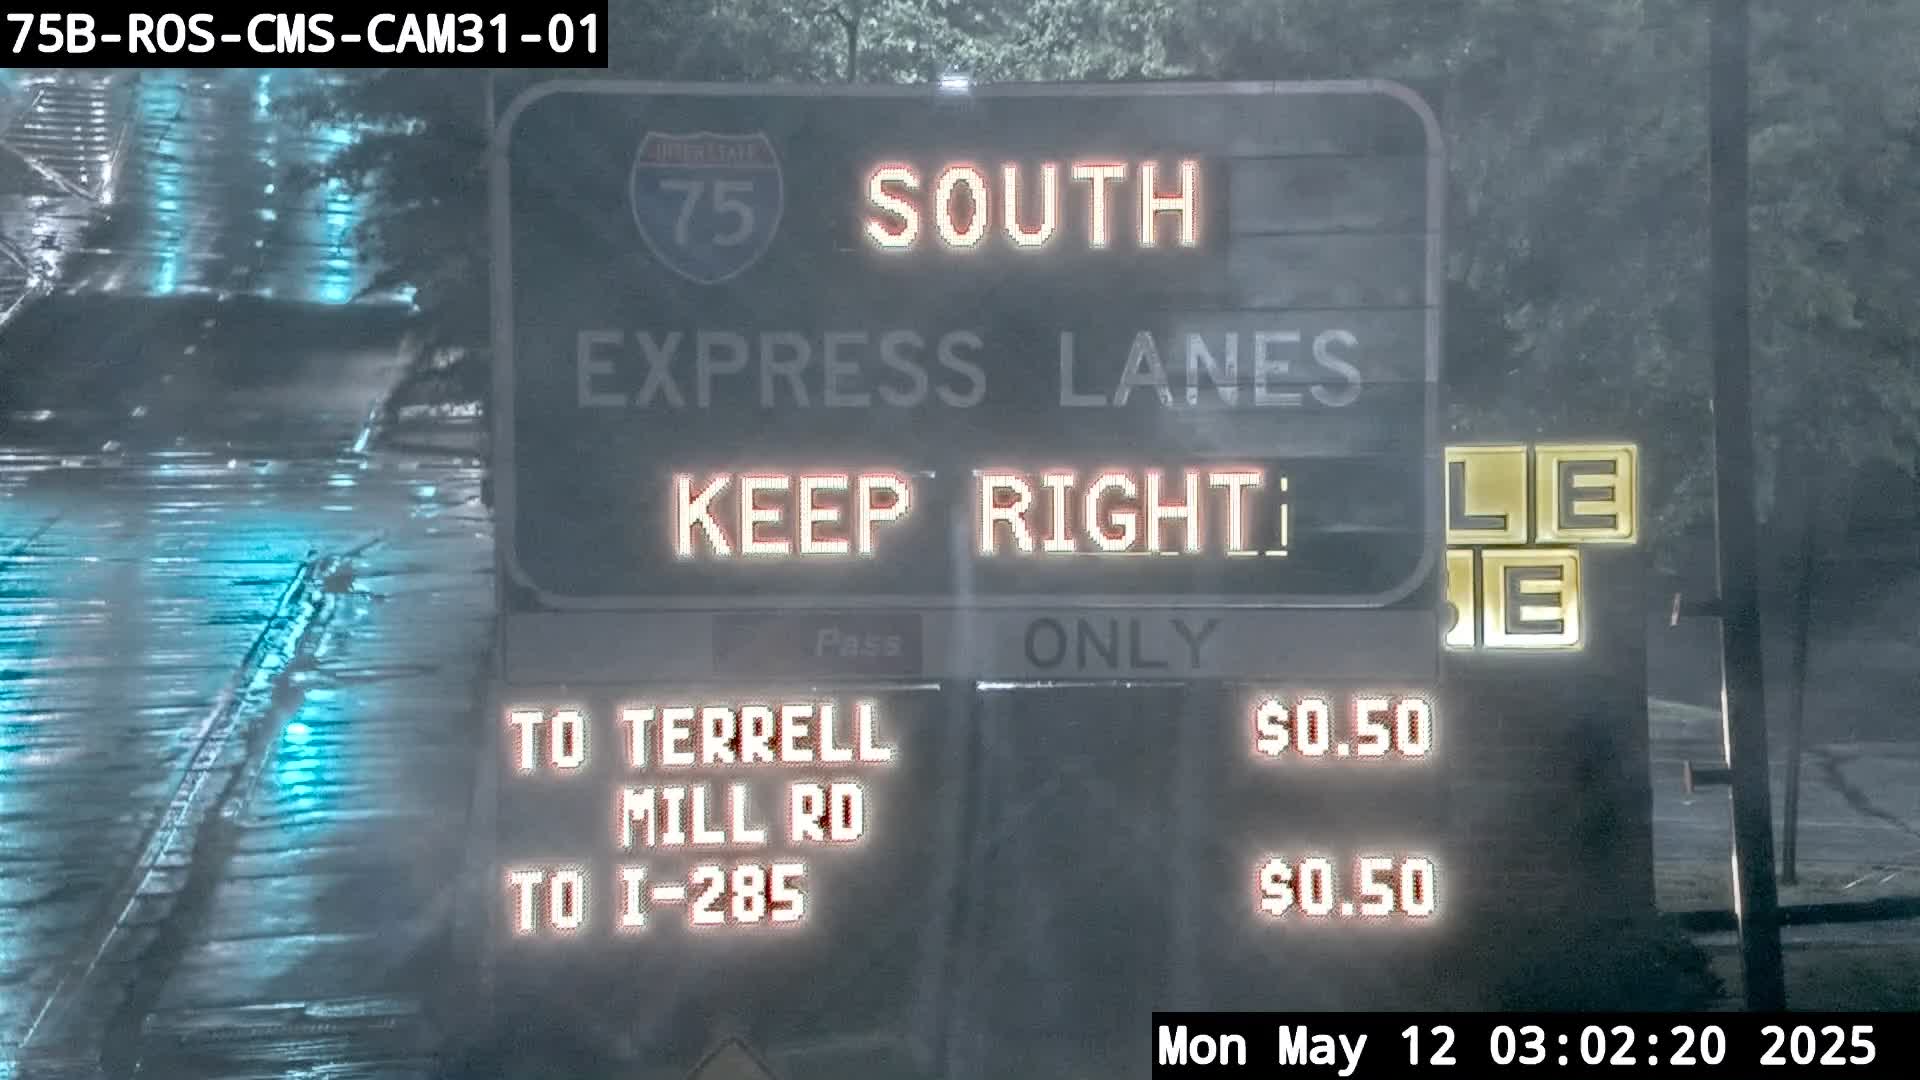 75B-ROS-CMS-CAM31-01
INTERSTATE
75
SOUTH
EXPRESS LANES
KEEP RIGHT
LE
E
Pass ONLY
TO TERRELL $0.50
MILL RD
TO I-285 $0.50
Mon May 12 03:02:20 2025